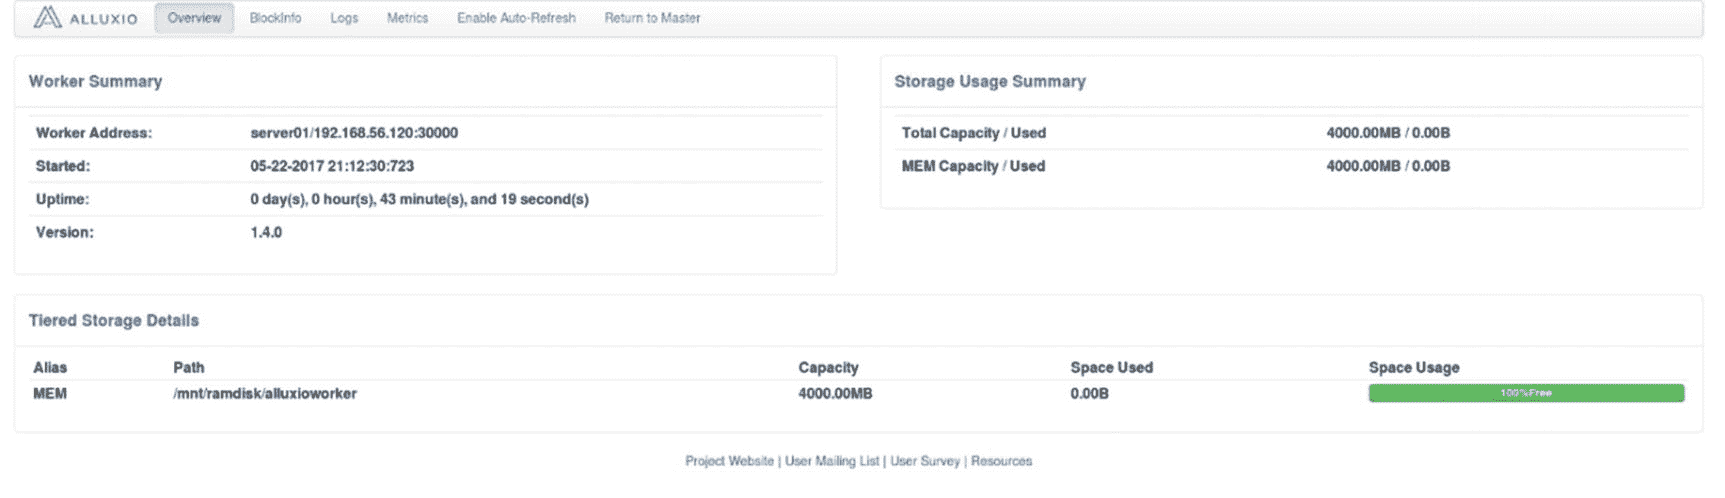 ALLUXIO Overview BlockInfo Logs Metrics Enable Auto-Refresh Return to Master
Worker Summary
Worker Address: server01/192.168.56.120:30000
Started: 05-22-2017 21:12:30:723
Uptime: 0 day(s), 0 hour(s), 43 minute(s), and 19 second(s)
Version: 1.4.0
Storage Usage Summary
Total Capacity / Used 4000.00MB / 0.00B
MEM Capacity / Used 4000.00MB / 0.00B
Tiered Storage Details
Alias Path Capacity Space Used Space Usage
MEM /mnt/ramdisk/alluxioworker 4000.00MB 0.00B 100%Free
Project Website | User Mailing List | User Survey | Resources